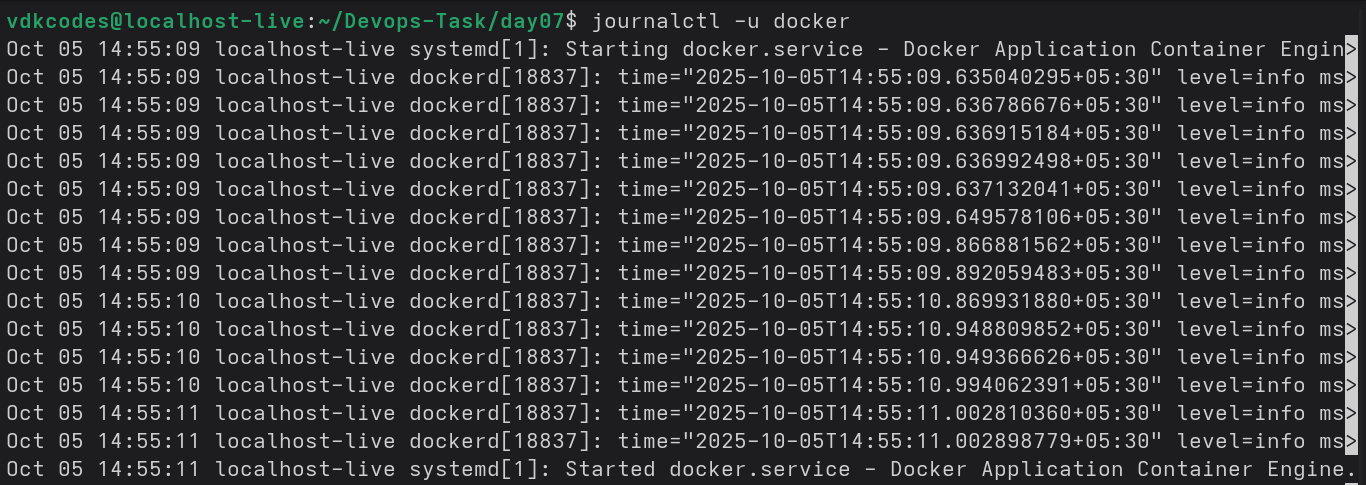 vdkcodes@localhost-live:~/Devops-Task/day07$ journalctl -u docker
Oct 05 14:55:09 localhost-live systemd[1]: Starting docker.service - Docker Application Container Engin>
Oct 05 14:55:09 localhost-live dockerd[18837]: time="2025-10-05T14:55:09.635040295+05:30" level=info ms>
Oct 05 14:55:09 localhost-live dockerd[18837]: time="2025-10-05T14:55:09.636786676+05:30" level=info ms>
Oct 05 14:55:09 localhost-live dockerd[18837]: time="2025-10-05T14:55:09.636915184+05:30" level=info ms>
Oct 05 14:55:09 localhost-live dockerd[18837]: time="2025-10-05T14:55:09.636992498+05:30" level=info ms>
Oct 05 14:55:09 localhost-live dockerd[18837]: time="2025-10-05T14:55:09.637132041+05:30" level=info ms>
Oct 05 14:55:09 localhost-live dockerd[18837]: time="2025-10-05T14:55:09.649578106+05:30" level=info ms>
Oct 05 14:55:09 localhost-live dockerd[18837]: time="2025-10-05T14:55:09.866881562+05:30" level=info ms>
Oct 05 14:55:09 localhost-live dockerd[18837]: time="2025-10-05T14:55:09.892059483+05:30" level=info ms>
Oct 05 14:55:10 localhost-live dockerd[18837]: time="2025-10-05T14:55:10.869931880+05:30" level=info ms>
Oct 05 14:55:10 localhost-live dockerd[18837]: time="2025-10-05T14:55:10.948809852+05:30" level=info ms>
Oct 05 14:55:10 localhost-live dockerd[18837]: time="2025-10-05T14:55:10.949366626+05:30" level=info ms>
Oct 05 14:55:10 localhost-live dockerd[18837]: time="2025-10-05T14:55:10.994062391+05:30" level=info ms>
Oct 05 14:55:11 localhost-live dockerd[18837]: time="2025-10-05T14:55:11.002810360+05:30" level=info ms>
Oct 05 14:55:11 localhost-live dockerd[18837]: time="2025-10-05T14:55:11.002898779+05:30" level=info ms>
Oct 05 14:55:11 localhost-live systemd[1]: Started docker.service - Docker Application Container Engine.